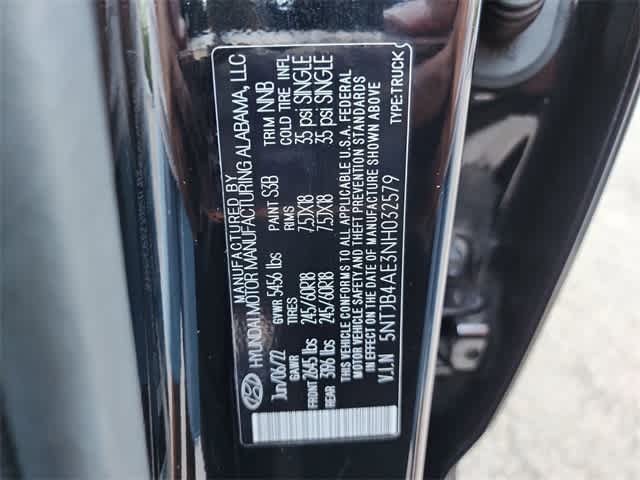 MANUFACTURED BY
HYUNDAI MOTOR MANUFACTURING ALABAMA, LLC
Jun/06/22 GVWR 5456 lbs PAINT S3B TRIM NNB
GAWR TIRES RIMS COLD TIRE INFL
FRONT 2645 lbs 245/60R18 7.5JX18 35 psi SINGLE
REAR 3196 lbs 245/60R18 7.5JX18 35 psi SINGLE
THIS VEHICLE CONFORMS TO ALL APPLICABLE U.S.A. FEDERAL
MOTOR VEHICLE SAFETY AND THEFT PREVENTION STANDARDS
IN EFFECT ON THE DATE OF MANUFACTURE SHOWN ABOVE
V.I.N 5NTJB4AE3NH032579 TYPE:TRUCK